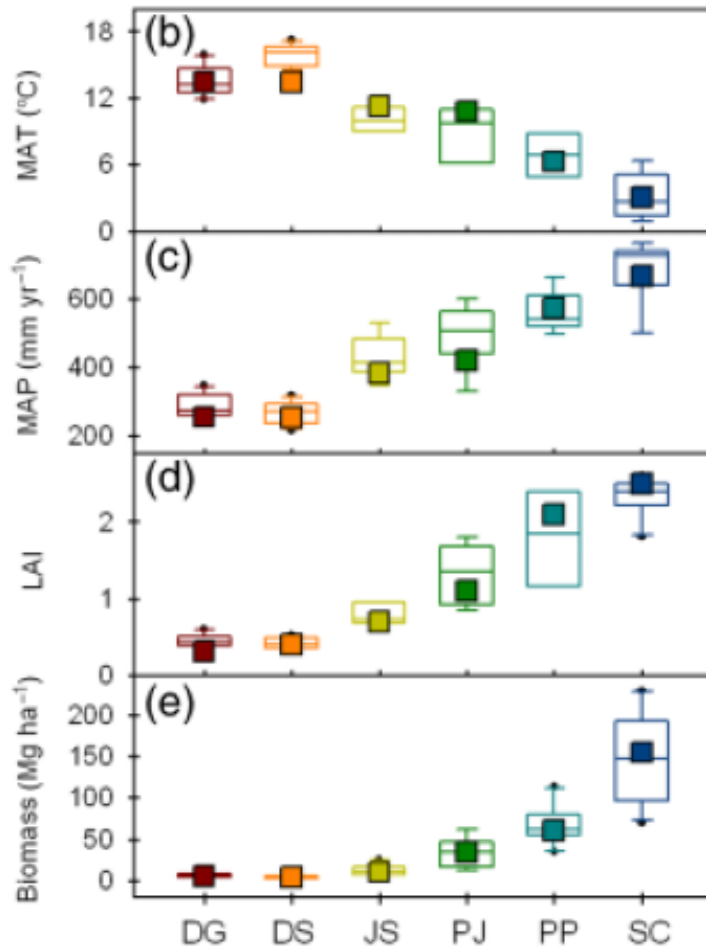 (b)
MAT (°C)
18
12
6
0
(c)
MAP (mm yr⁻¹)
600
400
200
(d)
LAI
2
1
0
(e)
Biomass (Mg ha⁻¹)
200
150
100
50
0
DG DS JS PJ PP SC